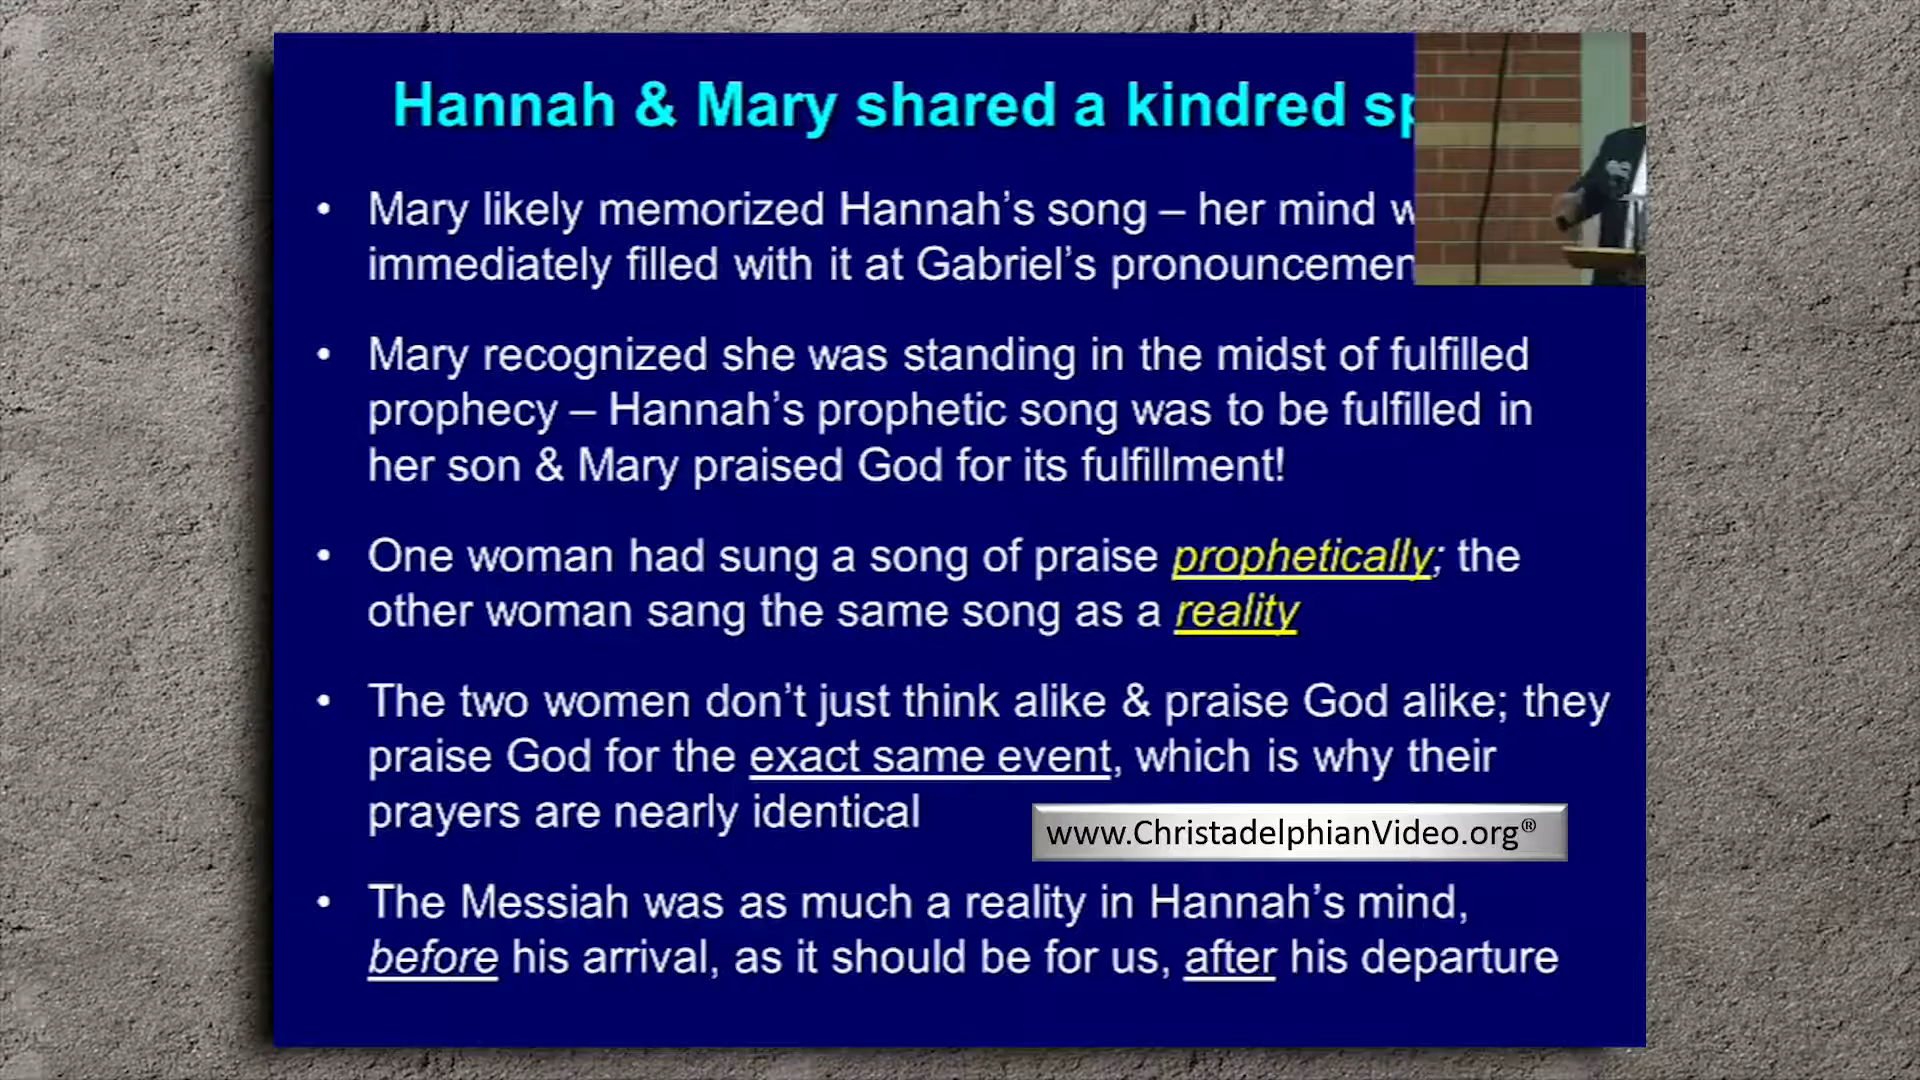 Hannah & Mary shared a kindred
• Mary likely memorized Hannah's song – her mind
immediately filled with it at Gabriel's
• Mary recognized she was standing in the midst of fulfilled
prophecy – Hannah's prophetic song was to be fulfilled in
her son & Mary praised God for its fulfillment!
• One woman had sung a song of praise prophetically; the
other woman sang the same song as a reality
• The two women don't just think alike & praise God alike; they
praise God for the exact same event, which is why their
prayers are nearly identical
www.ChristadelphianVideo.org®
• The Messiah was as much a reality in Hannah's mind,
before his arrival, as it should be for us, after his departure